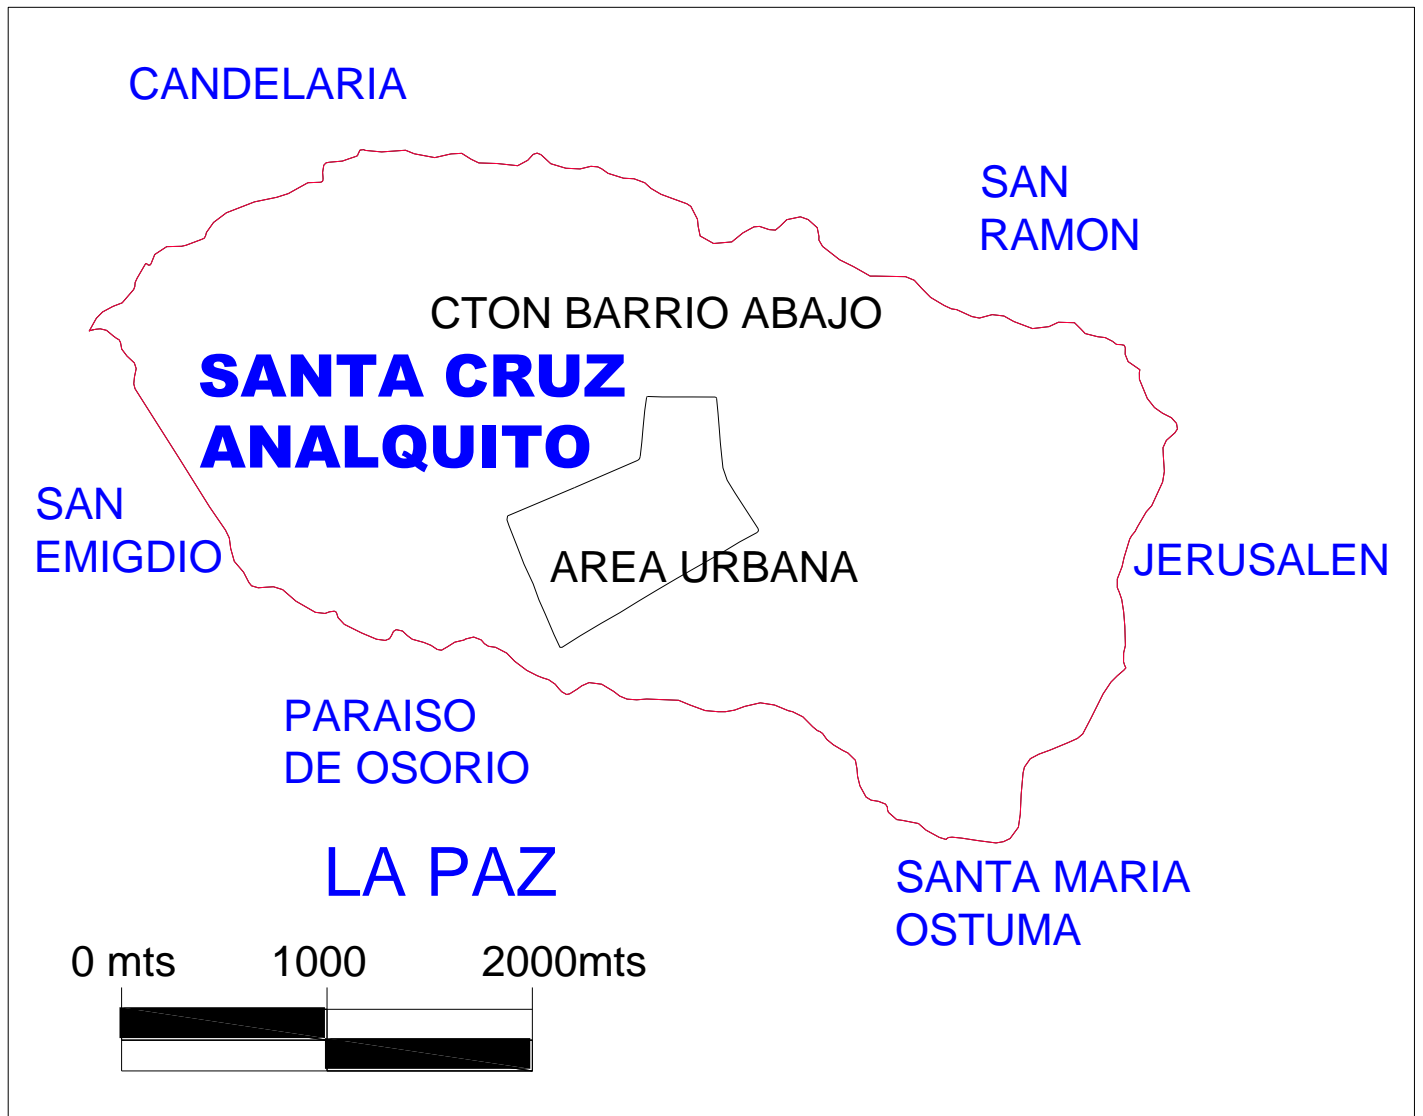 CANDELARIA
SAN
RAMON
CTON BARRIO ABAJO
SANTA CRUZ
ANALQUITO
SAN
EMIGDIO
AREA URBANA
JERUSALEN
PARAISO
DE OSORIO
LA PAZ
SANTA MARIA
OSTUMA
0 mts 1000 2000mts